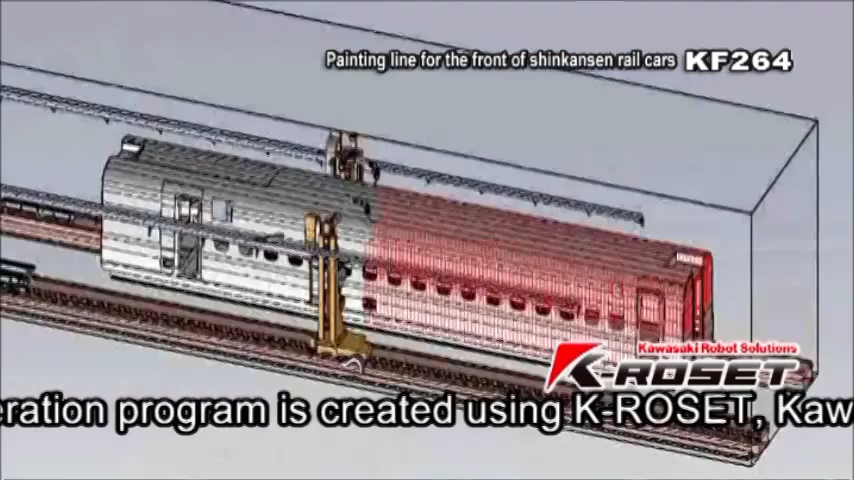 Painting line for the front of shinkansen rail cars KF264
Kawasaki Robot Solutions
K-ROSET
eration program is created using K-ROSET, Kaw